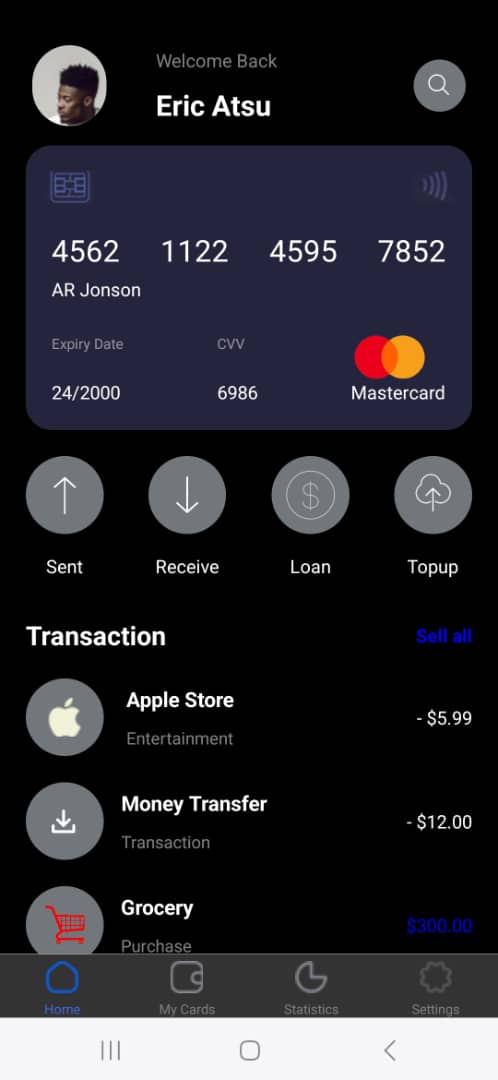 Welcome Back
Eric Atsu
4562 1122 4595 7852
AR Jonson
Expiry Date CVV
24/2000 6986 Mastercard
Sent Receive Loan Topup
Transaction Sell all
Apple Store
- $5.99
Entertainment
Money Transfer
- $12.00
Transaction
Grocery
$300.00
Purchase
Home My Cards Statistics Settings